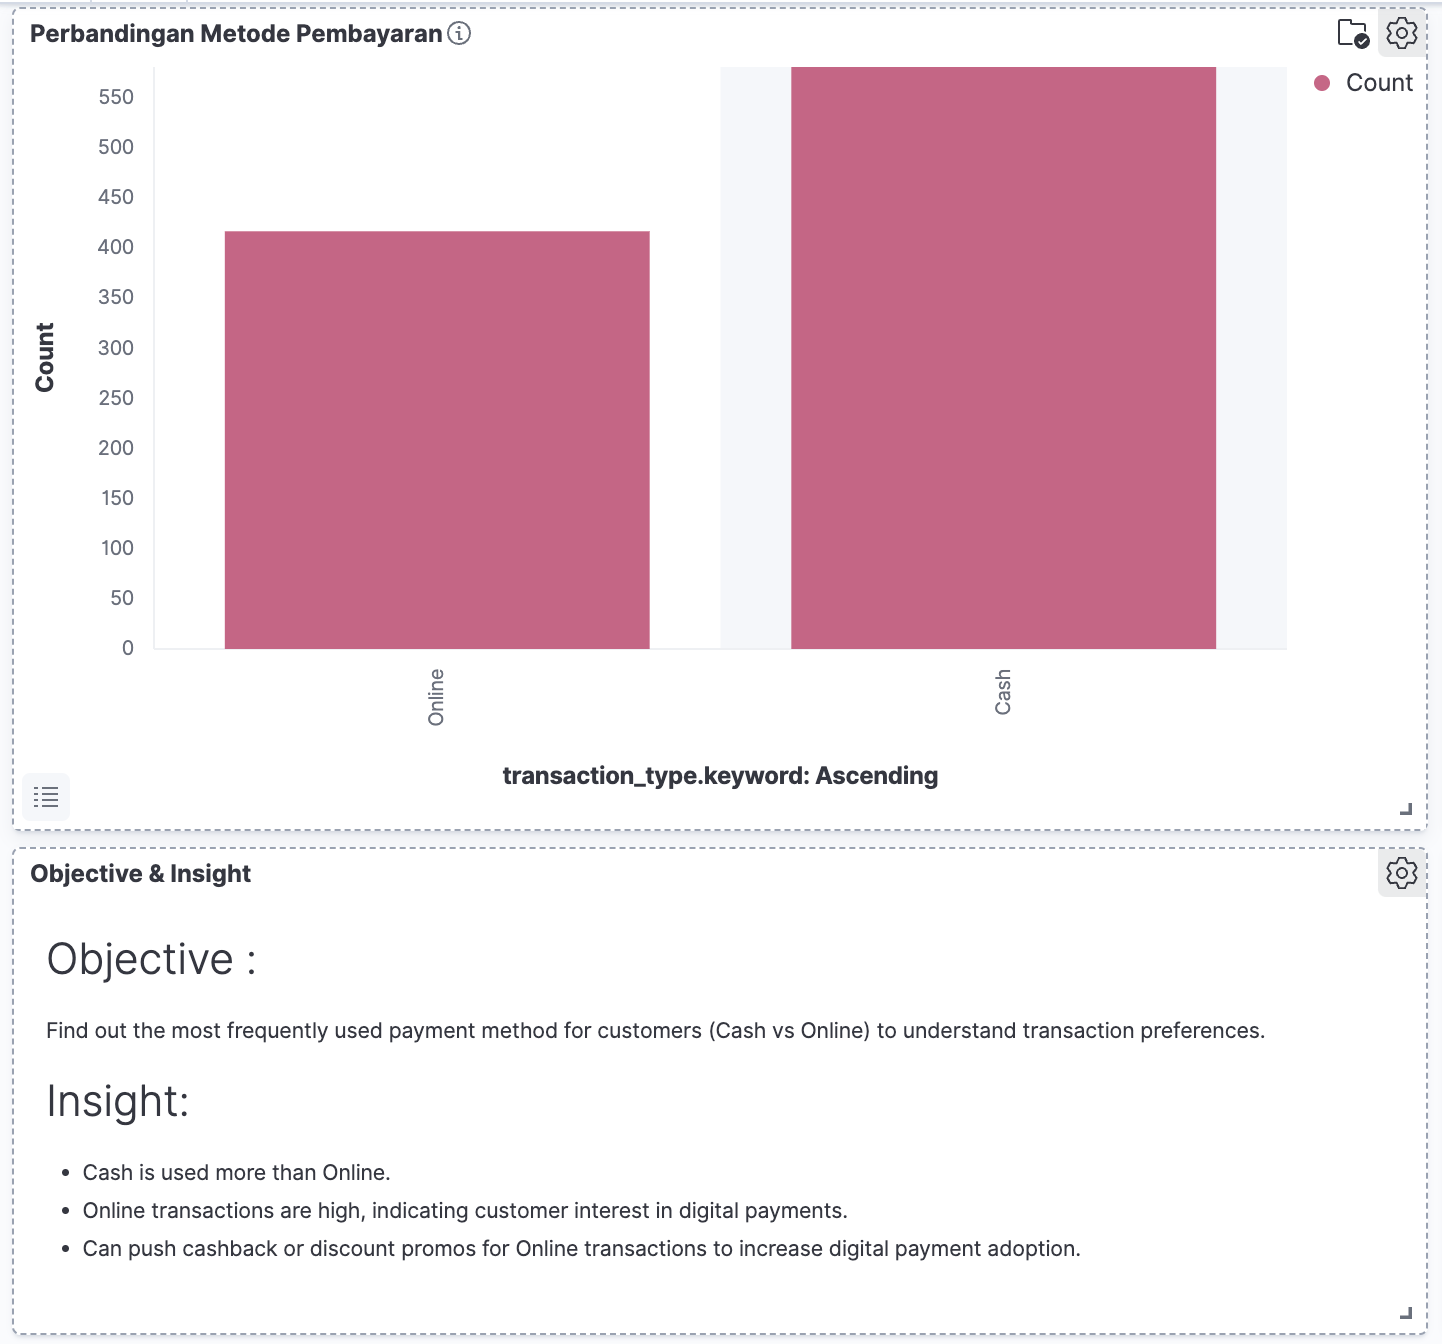 Perbandingan Metode Pembayaran
Count
550
500
450
400
350
300
250
200
150
100
50
0
Count
Online
Cash
transaction_type.keyword: Ascending
Objective & Insight
Objective :
Find out the most frequently used payment method for customers (Cash vs Online) to understand transaction preferences.
Insight:
• Cash is used more than Online.
• Online transactions are high, indicating customer interest in digital payments.
• Can push cashback or discount promos for Online transactions to increase digital payment adoption.